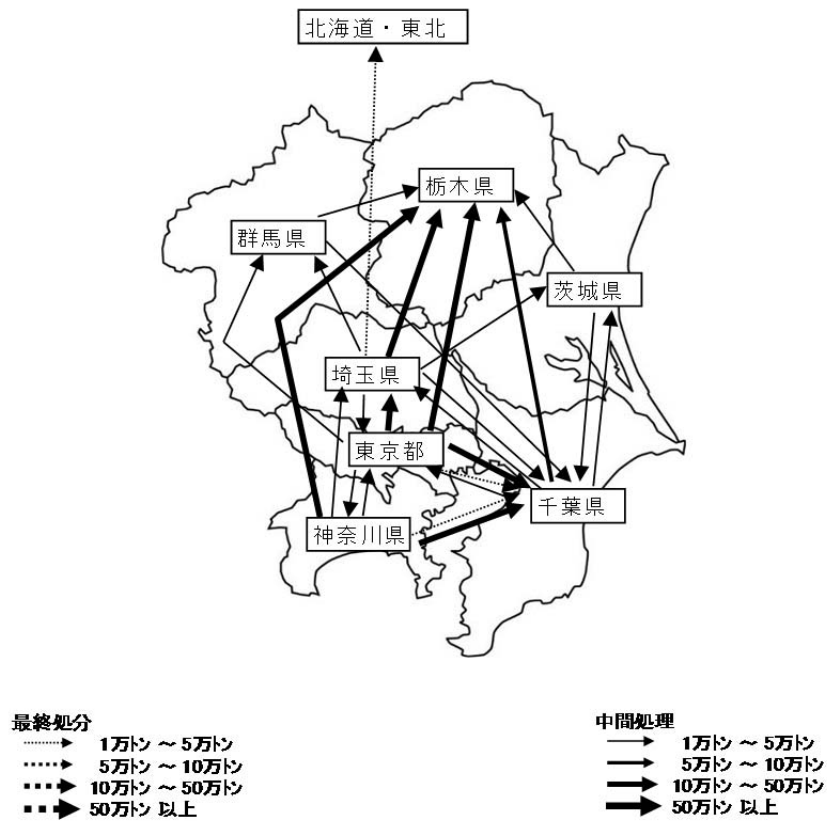 北海道・東北
栃木県
群馬県
茨城県
埼玉県
東京都
千葉県
神奈川県
最終処分
1万トン ～ 5万トン
5万トン ～ 10万トン
10万トン ～ 50万トン
50万トン 以上
中間処理
1万トン ～ 5万トン
5万トン ～ 10万トン
10万トン ～ 50万トン
50万トン 以上